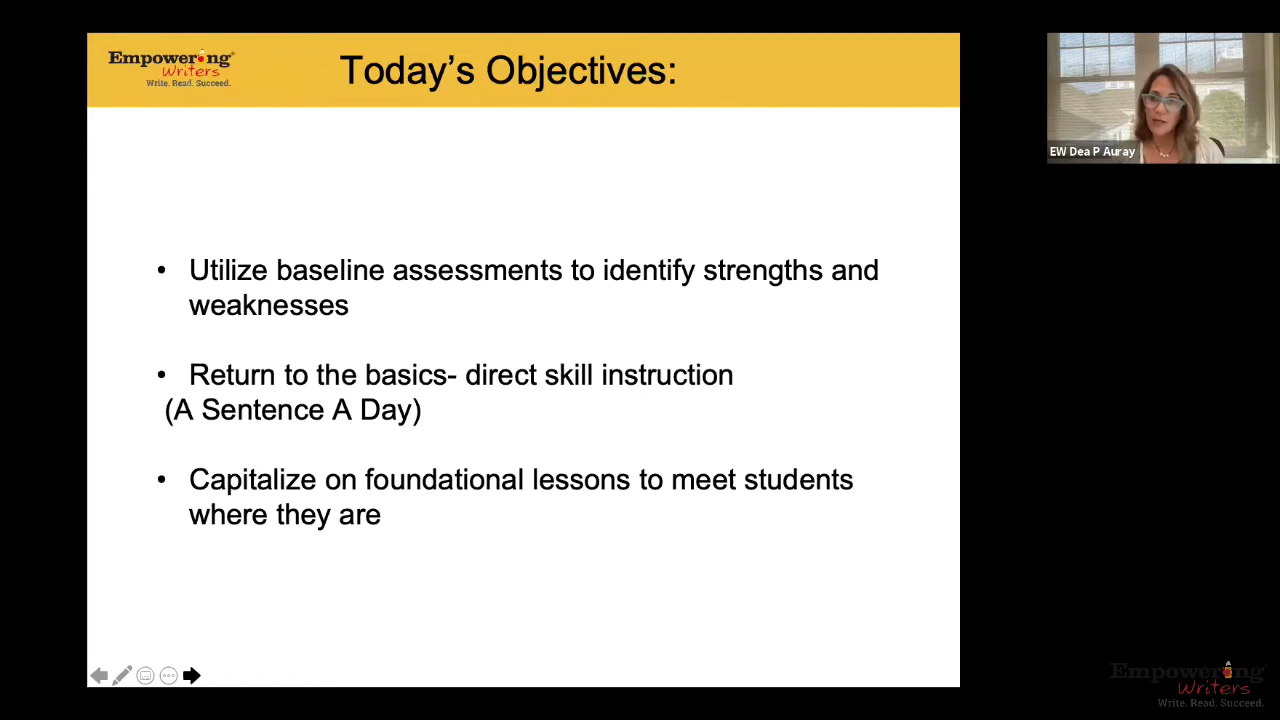 Empowering
Writers
Write. Read. Succeed.
Today's Objectives:
EW Dea P Auray
• Utilize baseline assessments to identify strengths and
weaknesses
• Return to the basics- direct skill instruction
(A Sentence A Day)
• Capitalize on foundational lessons to meet students
where they are
Empowering
Writers
Write. Read. Succeed.